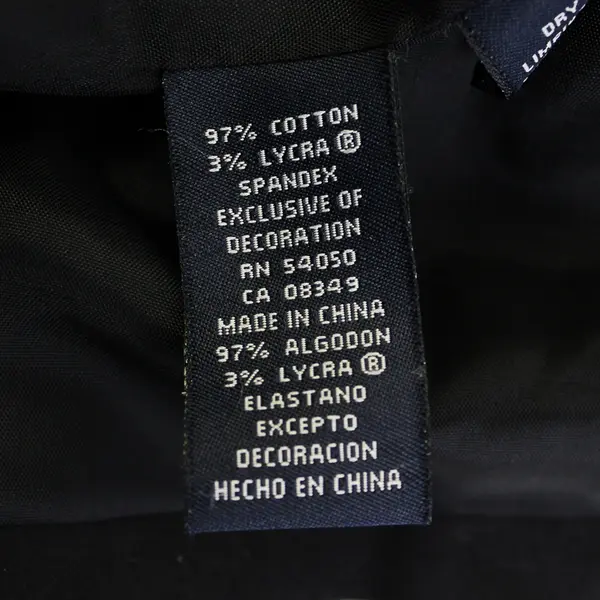 97% COTTON
3% LYCRA ®
SPANDEX
EXCLUSIVE OF
DECORATION
RN 54050
CA 08349
MADE IN CHINA
97% ALGODON
3% LYCRA ®
ELASTANO
EXCEPTO
DECORACION
HECHO EN CHINA
DRY